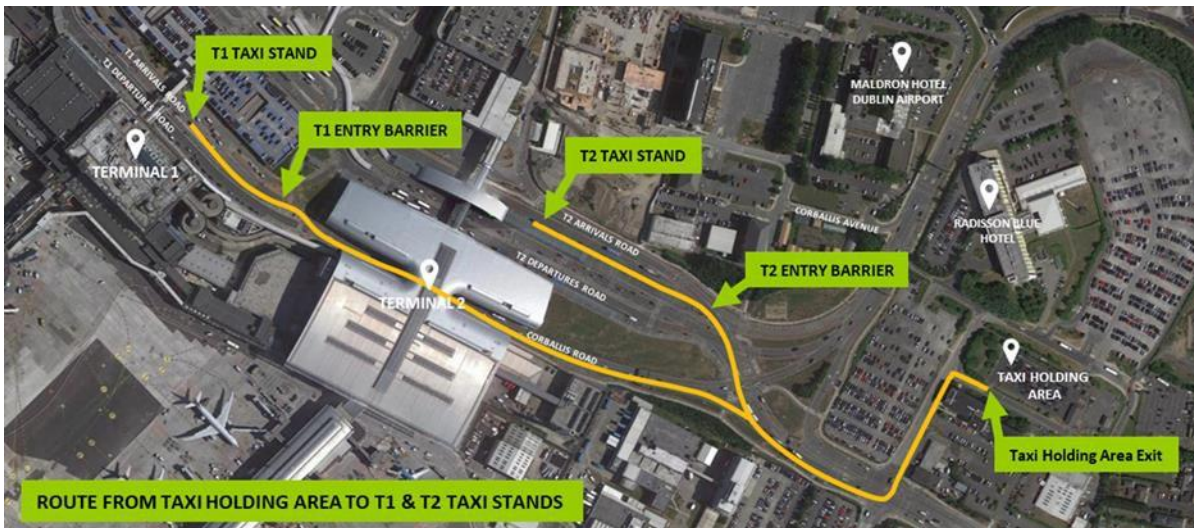 T1 TAXI STAND
T1 ARRIVALS ROAD
T1 DEPARTURES ROAD
TERMINAL 1
T1 ENTRY BARRIER
T2 TAXI STAND
MALDRON HOTEL
DUBLIN AIRPORT
T2 ARRIVALS ROAD
CORBALLIS AVENUE
RADISSON BLUE
HOTEL
T2 DEPARTURES ROAD
T2 ENTRY BARRIER
TERMINAL 2
CORBALLIS ROAD
TAXI HOLDING
AREA
Taxi Holding Area Exit
ROUTE FROM TAXI HOLDING AREA TO T1 & T2 TAXI STANDS